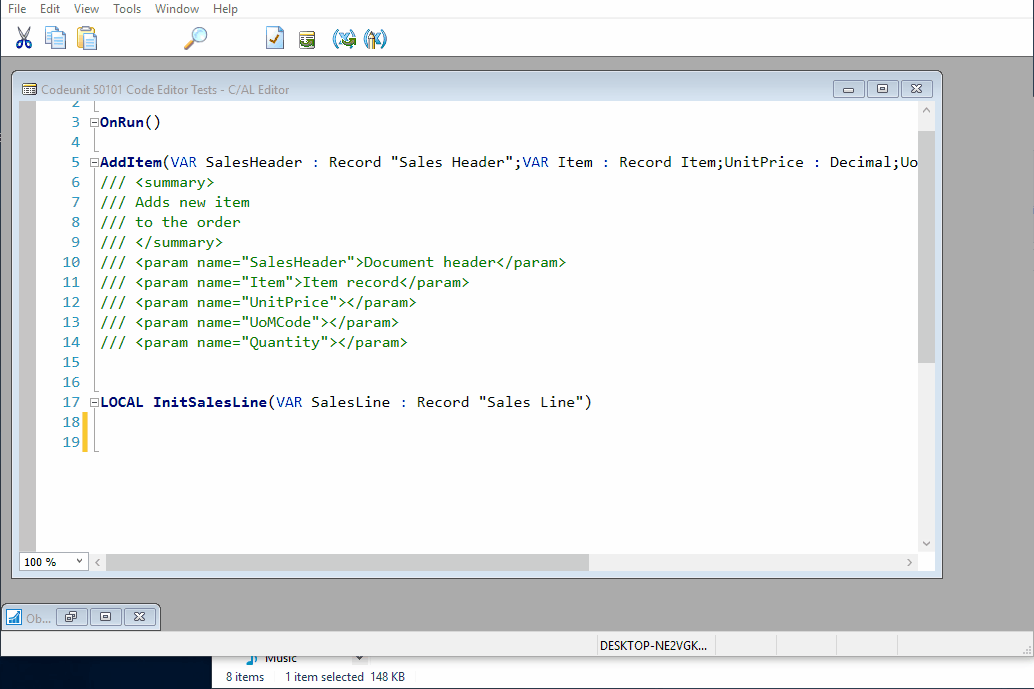 File Edit View Tools Window Help
Codeunit 50101 Code Editor Tests - C/AL Editor
2
3 OnRun()
4
5 AddItem(VAR SalesHeader : Record "Sales Header";VAR Item : Record Item;UnitPrice : Decimal;Uo
6 /// <summary>
7 /// Adds new item
8 /// to the order
9 /// </summary>
10 /// <param name="SalesHeader">Document header</param>
11 /// <param name="Item">Item record</param>
12 /// <param name="UnitPrice"></param>
13 /// <param name="UoMCode"></param>
14 /// <param name="Quantity"></param>
15
16
17 LOCAL InitSalesLine(VAR SalesLine : Record "Sales Line")
18
19
100 %
Ob...
DESKTOP-NE2VGK...
Music
8 items 1 item selected 148 KB